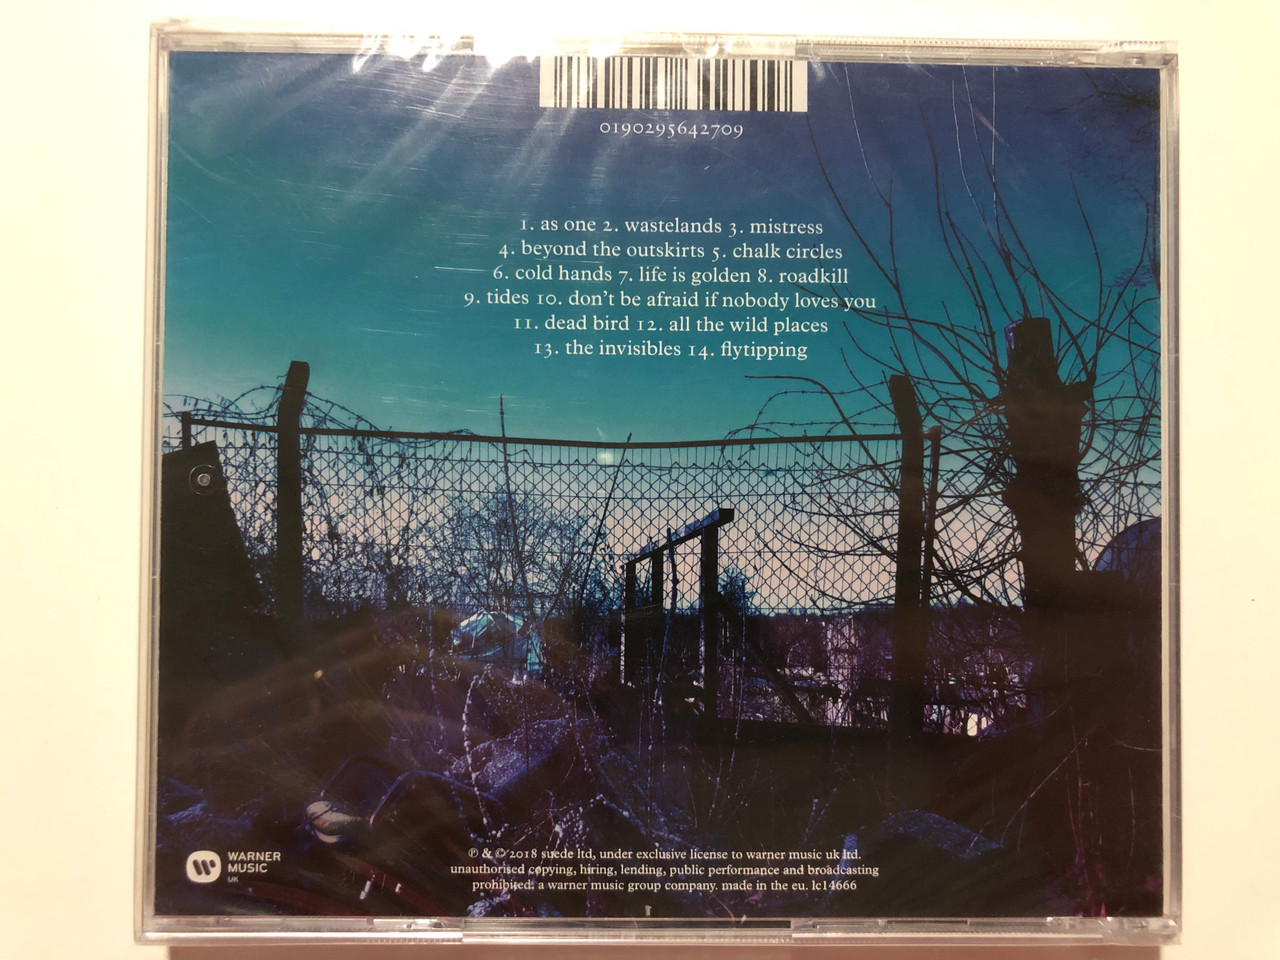 0190295642709
1. as one 2. wastelands 3. mistress
4. beyond the outskirts 5. chalk circles
6. cold hands 7. life is golden 8. roadkill
9. tides 10. don't be afraid if nobody loves you
11. dead bird 12. all the wild places
13. the invisibles 14. flytipping
WARNER
MUSIC
UK
℗ & © 2018 suede ltd, under exclusive license to warner music uk ltd.
unauthorised copying, hiring, lending, public performance and broadcasting
prohibited. a warner music group company. made in the eu. lc14666